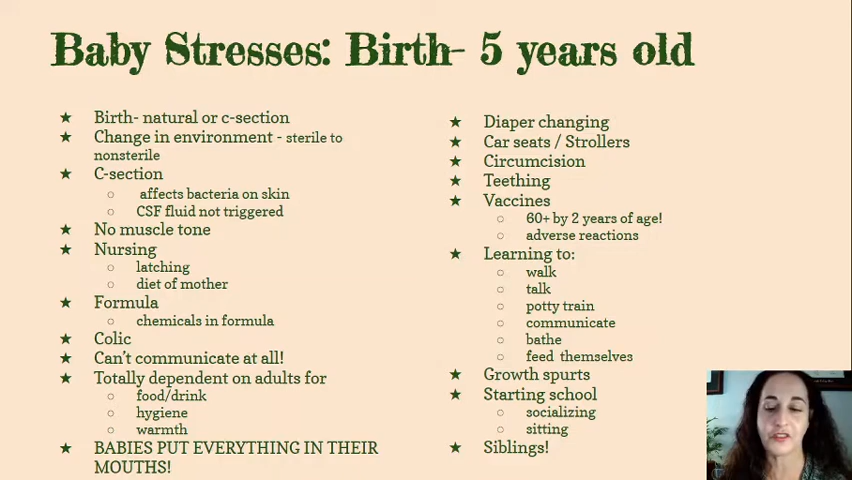 Baby Stresses: Birth- 5 years old
★ Birth- natural or c-section
★ Change in environment - sterile to
nonsterile
★ C-section
○ affects bacteria on skin
○ CSF fluid not triggered
★ No muscle tone
★ Nursing
○ latching
○ diet of mother
★ Formula
○ chemicals in formula
★ Colic
★ Can't communicate at all!
★ Totally dependent on adults for
○ food/drink
○ hygiene
○ warmth
★ BABIES PUT EVERYTHING IN THEIR
MOUTHS!
★ Diaper changing
★ Car seats / Strollers
★ Circumcision
★ Teething
★ Vaccines
○ 60+ by 2 years of age!
○ adverse reactions
★ Learning to:
○ walk
○ talk
○ potty train
○ communicate
○ bathe
○ feed themselves
★ Growth spurts
★ Starting school
○ socializing
○ sitting
★ Siblings!